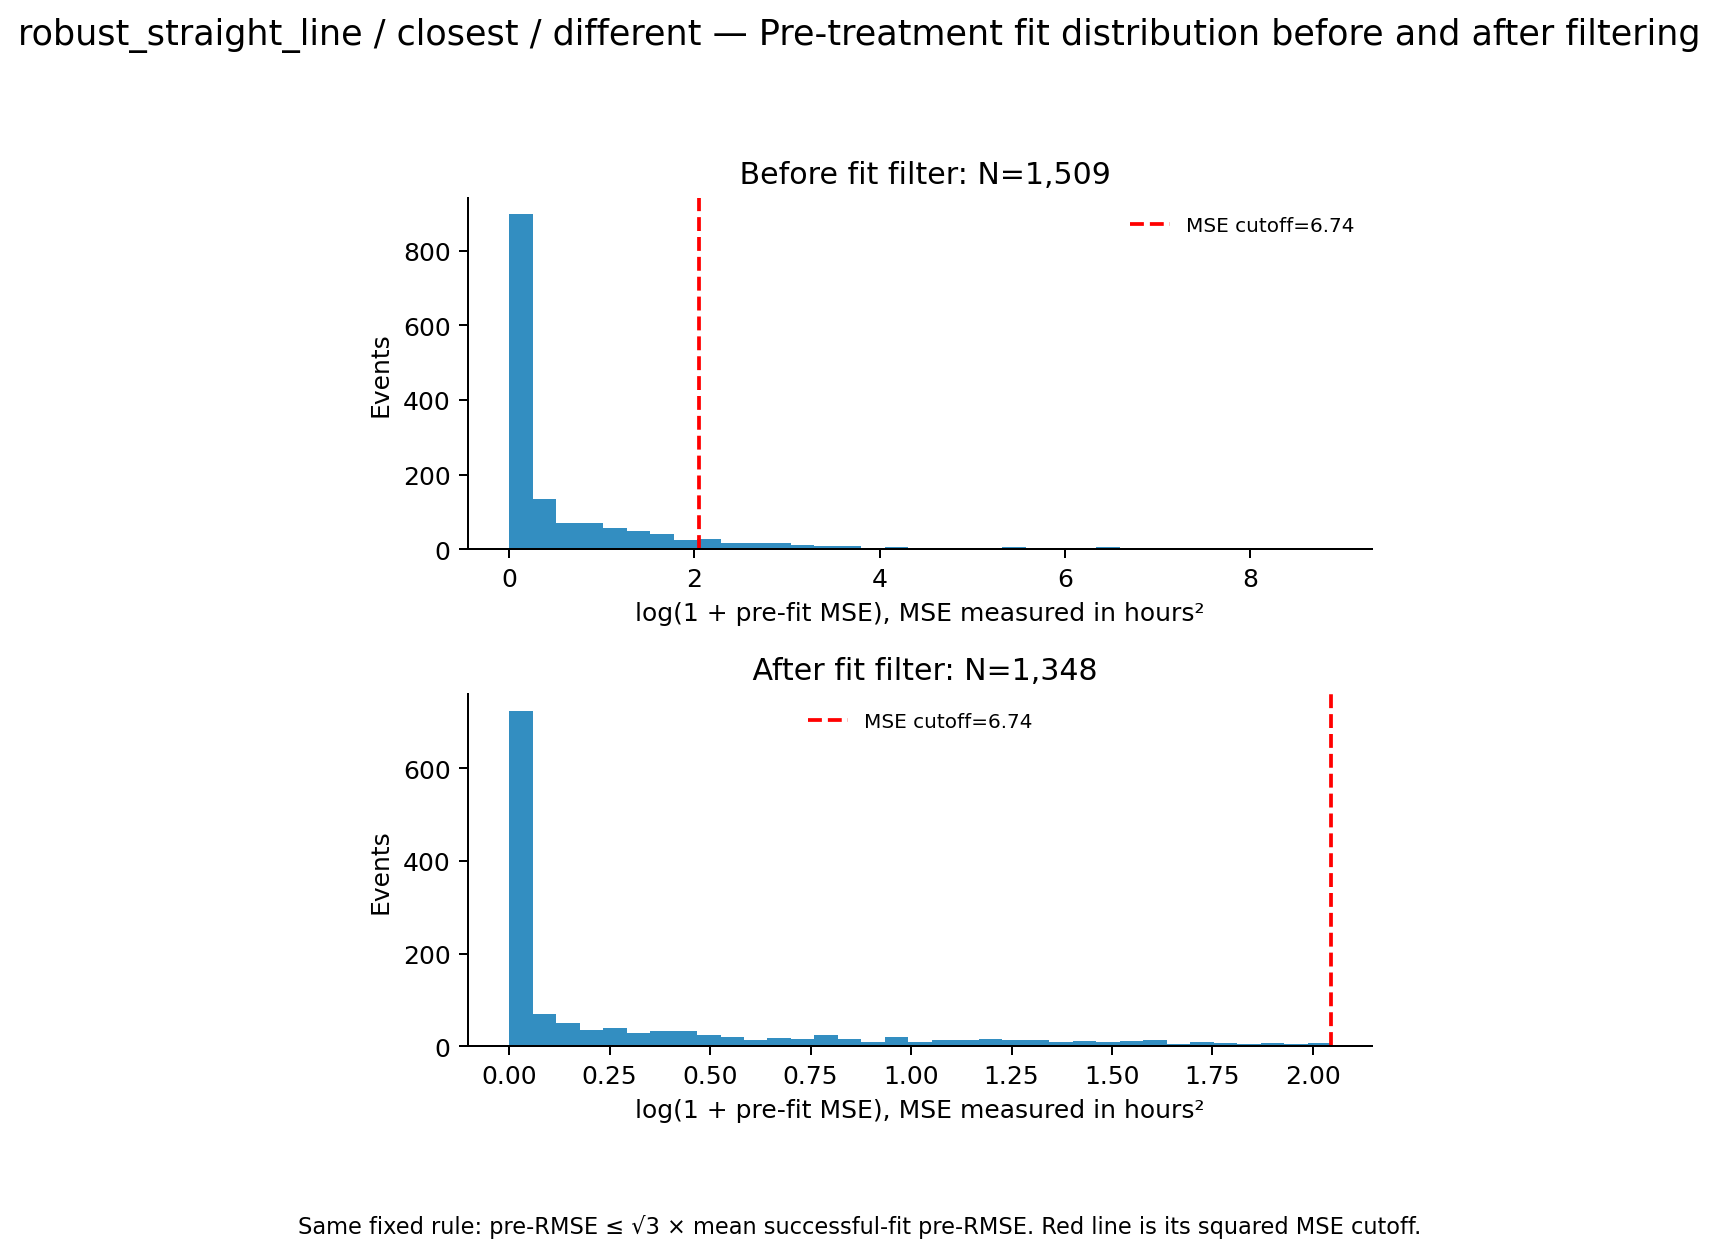 robust_straight_line / closest / different — Pre-treatment fit distribution before and after filtering
Before fit filter: N=1,509
MSE cutoff=6.74
Events
800
600
400
200
0
0 2 4 6 8
log(1 + pre-fit MSE), MSE measured in hours²
After fit filter: N=1,348
MSE cutoff=6.74
Events
600
400
200
0
0.00 0.25 0.50 0.75 1.00 1.25 1.50 1.75 2.00
log(1 + pre-fit MSE), MSE measured in hours²
Same fixed rule: pre-RMSE ≤ √3 × mean successful-fit pre-RMSE. Red line is its squared MSE cutoff.